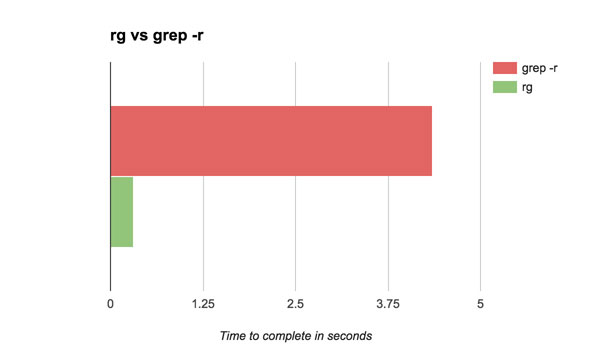 rg vs grep -r
grep -r
rg
0 1.25 2.5 3.75 5
Time to complete in seconds